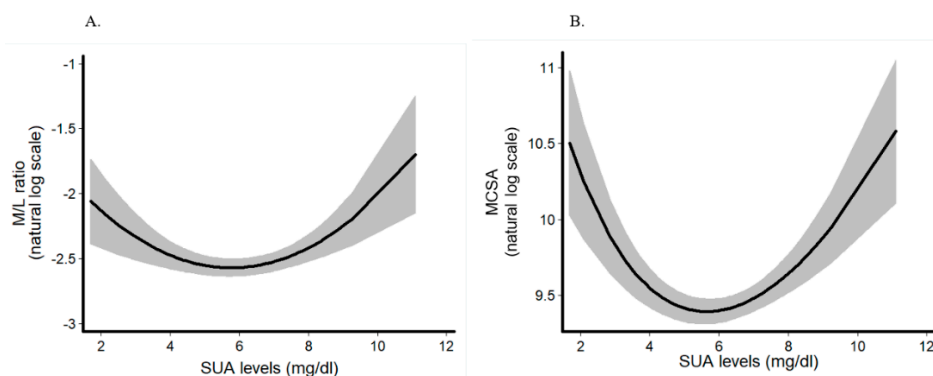 A.
M/L ratio
(natural log scale)
-1
-1.5
-2
-2.5
-3
2 4 6 8 10 12
SUA levels (mg/dl)
B.
MCSA
(natural log scale)
11
10.5
10
9.5
2 4 6 8 10 12
SUA levels (mg/dl)